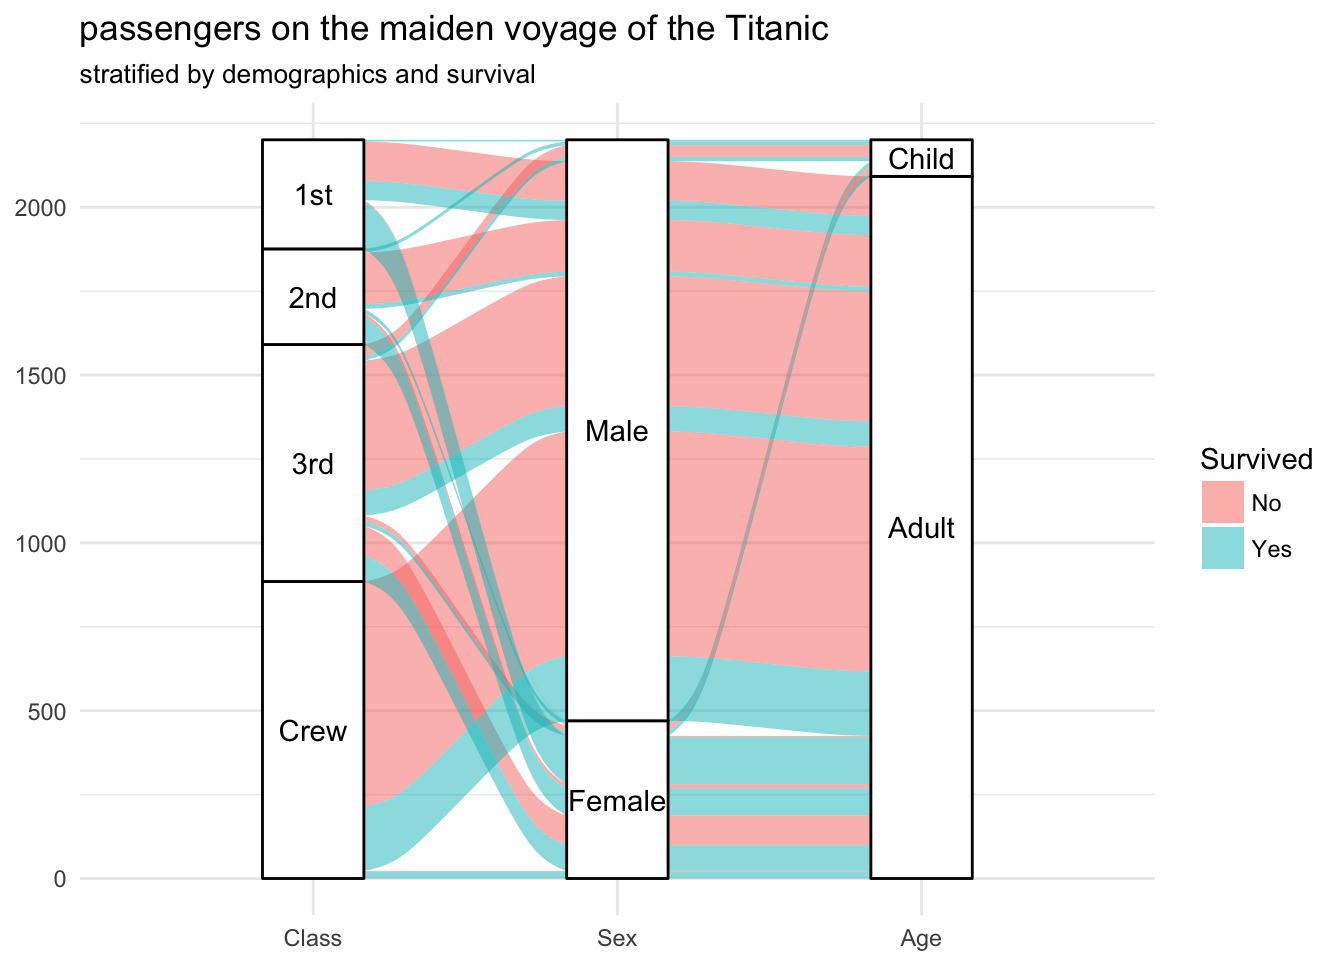 passengers on the maiden voyage of the Titanic
stratified by demographics and survival
2000
1500
1000
500
0
1st
2nd
3rd
Crew
Male
Female
Child
Adult
Class
Sex
Age
Survived
No
Yes